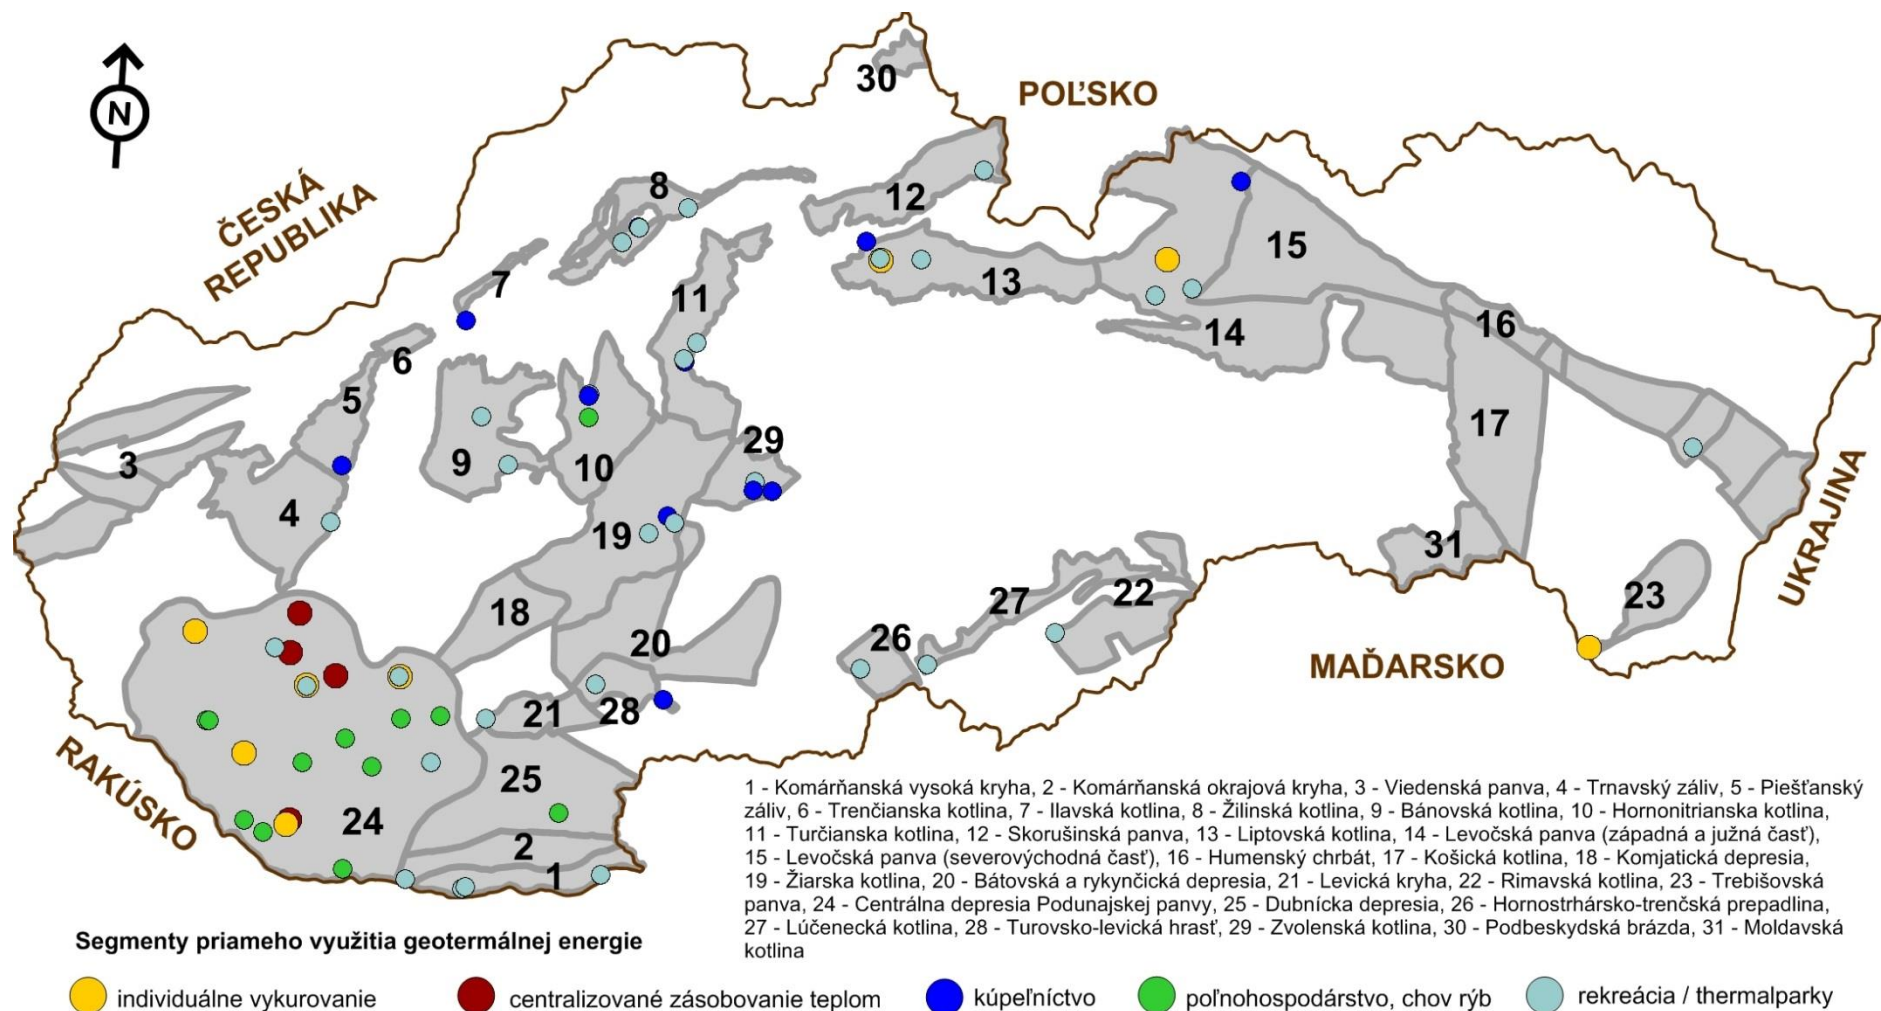 N
30
POĽSKO
ČESKÁ
REPUBLIKA
8
12
15
7
13
11
16
14
6
5
17
29
3
9
10
4
19
31
UKRAJINA
27
22
18
23
20
26
MAĎARSKO
21
28
RAKÚSKO
25
24
2
1
1 - Komárňanská vysoká kryha, 2 - Komárňanská okrajová kryha, 3 - Viedenská panva, 4 - Trnavský záliv, 5 - Piešťanský
záliv, 6 - Trenčianska kotlina, 7 - Ilavská kotlina, 8 - Žilinská kotlina, 9 - Bánovská kotlina, 10 - Hornonitrianska kotlina,
11 - Turčianska kotlina, 12 - Skorušinská panva, 13 - Liptovská kotlina, 14 - Levočská panva (západná a južná časť),
15 - Levočská panva (severovýchodná časť), 16 - Humenský chrbát, 17 - Košická kotlina, 18 - Komjatická depresia,
19 - Žiarska kotlina, 20 - Bátovská a rykynčická depresia, 21 - Levická kryha, 22 - Rimavská kotlina, 23 - Trebišovská
panva, 24 - Centrálna depresia Podunajskej panvy, 25 - Dubnícka depresia, 26 - Hornostrhársko-trenčská prepadlina,
27 - Lúčenecká kotlina, 28 - Turovsko-levická hrasť, 29 - Zvolenská kotlina, 30 - Podbeskydská brázda, 31 - Moldavská
kotlina
Segmenty priameho využitia geotermálnej energie
individuálne vykurovanie
centralizované zásobovanie teplom
kúpeľníctvo
poľnohospodárstvo, chov rýb
rekreácia / thermalparky